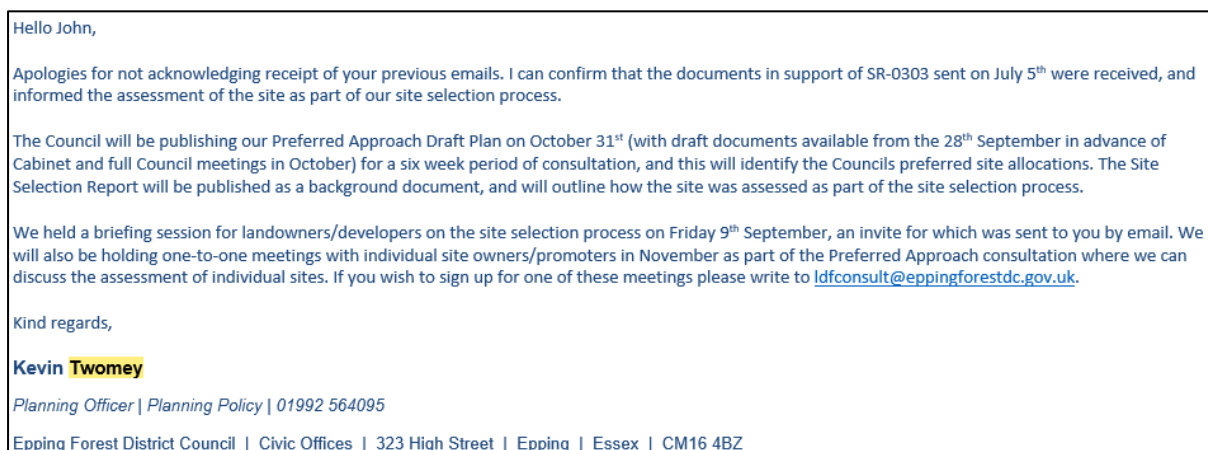 Hello John,
Apologies for not acknowledging receipt of your previous emails. I can confirm that the documents in support of SR-0303 sent on July 5th were received, and
informed the assessment of the site as part of our site selection process.
The Council will be publishing our Preferred Approach Draft Plan on October 31st (with draft documents available from the 28th September in advance of
Cabinet and full Council meetings in October) for a six week period of consultation, and this will identify the Councils preferred site allocations. The Site
Selection Report will be published as a background document, and will outline how the site was assessed as part of the site selection process.
We held a briefing session for landowners/developers on the site selection process on Friday 9th September, an invite for which was sent to you by email. We
will also be holding one-to-one meetings with individual site owners/promoters in November as part of the Preferred Approach consultation where we can
discuss the assessment of individual sites. If you wish to sign up for one of these meetings please write to ldfconsult@eppingforestdc.gov.uk.
Kind regards,
Kevin Twomey
Planning Officer | Planning Policy | 01992 564095
Epping Forest District Council | Civic Offices | 323 High Street | Epping | Essex | CM16 4BZ